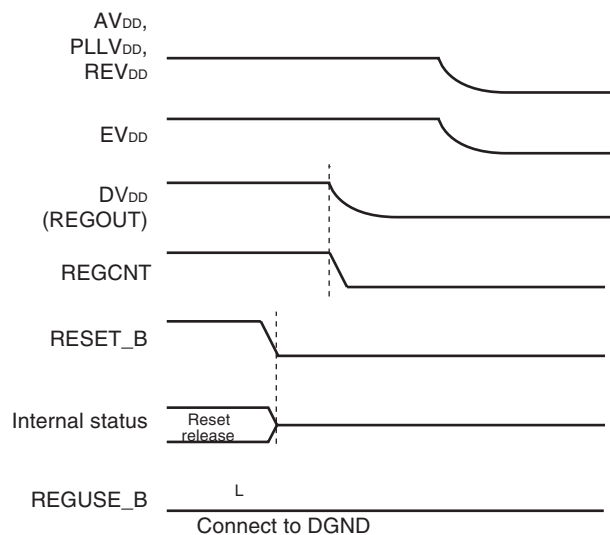 AVDD,
PLLVDD,
REVDD
EVDD
DVDD
(REGOUT)
REGCNT
RESET_B
Internal status
Reset
release
REGUSE_B
L
Connect to DGND